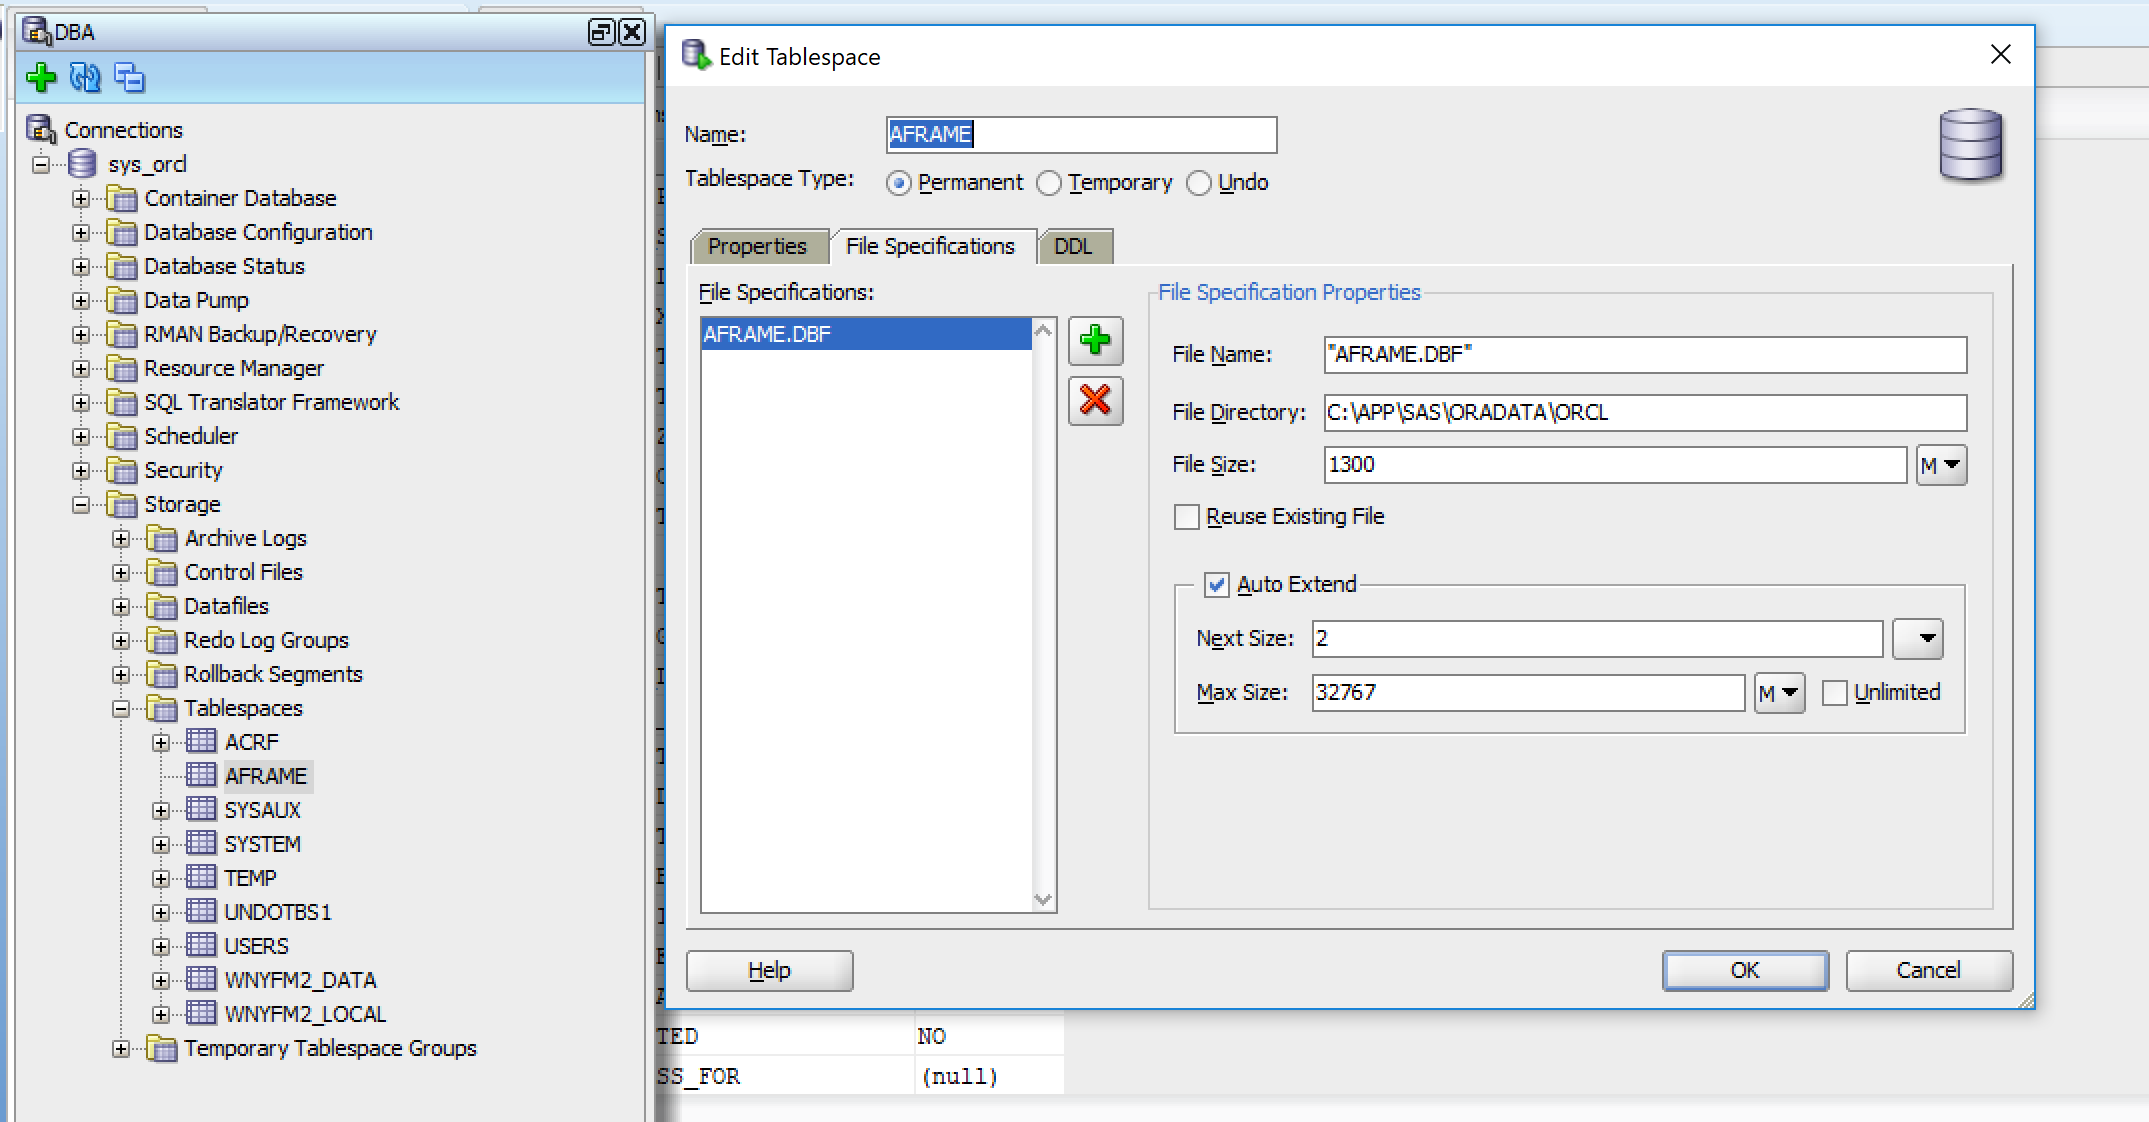 DBA
Connections
sys_orcl
Container Database
Database Configuration
Database Status
Data Pump
RMAN Backup/Recovery
Resource Manager
SQL Translator Framework
Scheduler
Security
Storage
Archive Logs
Control Files
Datafiles
Redo Log Groups
Rollback Segments
Tablespaces
ACRF
AFRAME
SYSAUX
SYSTEM
TEMP
UNDOTBS1
USERS
WNYFM2_DATA
WNYFM2_LOCAL
Temporary Tablespace Groups
Edit Tablespace
Name: AFRAME
Tablespace Type: Permanent Temporary Undo
Properties File Specifications DDL
File Specifications:
AFRAME.DBF
File Specification Properties
File Name: "AFRAME.DBF"
File Directory: C:\APP\SAS\ORADATA\ORCL
File Size: 1300 M
Reuse Existing File
Auto Extend
Next Size: 2
Max Size: 32767 M Unlimited
Help OK Cancel
TED NO
SS_FOR (null)